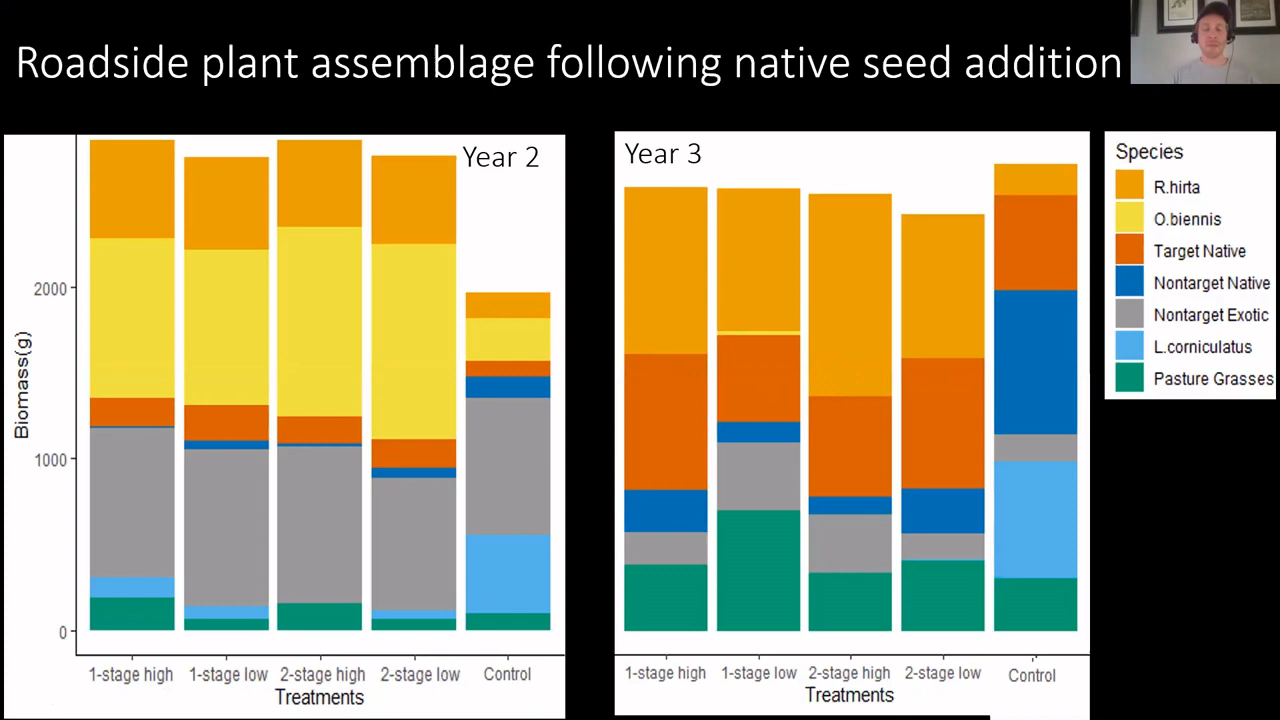 Roadside plant assemblage following native seed addition
Year 2
Biomass(g)
2000
1000
0
1-stage high
1-stage low
2-stage high
2-stage low
Control
Treatments
Year 3
1-stage high
1-stage low
2-stage high
2-stage low
Control
Treatments
Species
R.hirta
O.biennis
Target Native
Nontarget Native
Nontarget Exotic
L.corniculatus
Pasture Grasses